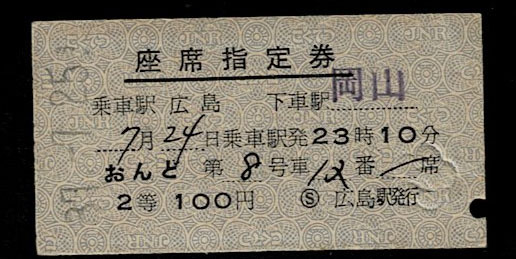 座席指定券
乗車駅 広島 下車駅 岡山
7月24日乗車駅発23時10分
おんど 第8号車12番 席
2等 100円 Ⓢ 広島駅発行